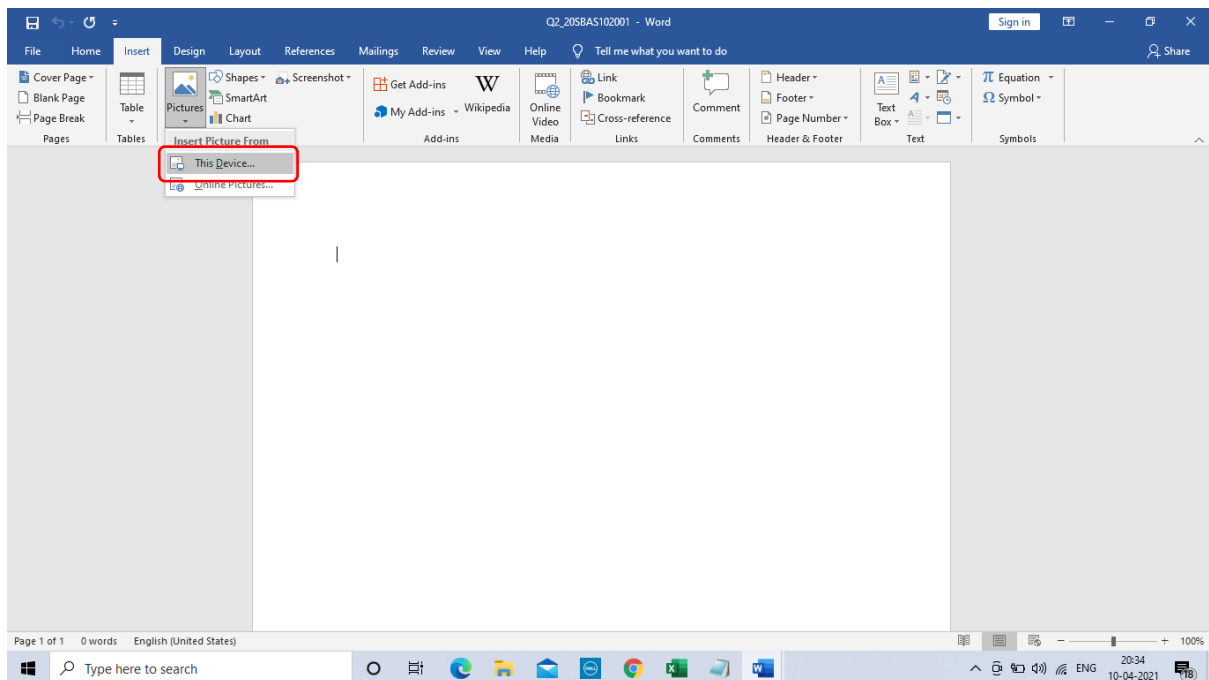 Q2_20SBAS102001 - Word
Sign in
File Home Insert Design Layout References Mailings Review View Help Tell me what you want to do Share
Cover Page
Blank Page
Page Break
Pages
Table
Tables
Pictures
Shapes
SmartArt
Chart
Screenshot
Get Add-ins
My Add-ins
W
Wikipedia
Add-ins
Online
Video
Media
Link
Bookmark
Cross-reference
Links
Comment
Comments
Header
Footer
Page Number
Header & Footer
Text
Box
Text
π Equation
Ω Symbol
Symbols
Insert Picture From
This Device...
Online Pictures...
Page 1 of 1 0 words English (United States)
100%
Type here to search
ENG
20:34
10-04-2021
18